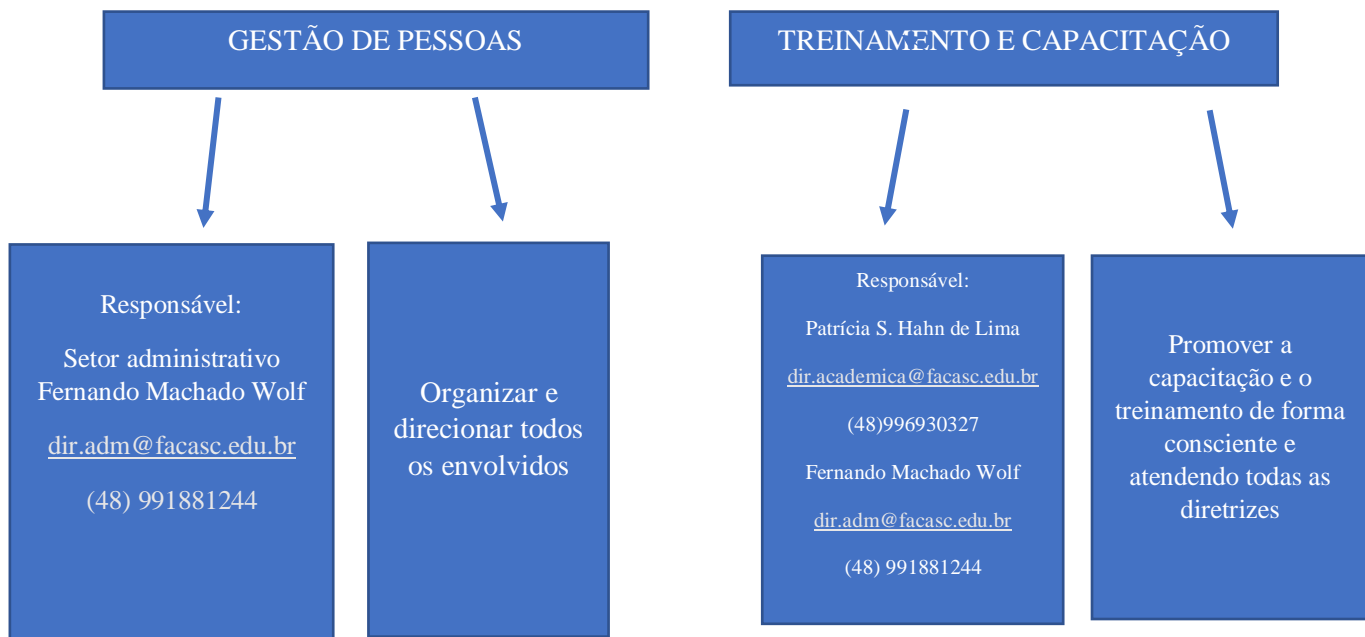 GESTÃO DE PESSOAS
Responsável:
Setor administrativo
Fernando Machado Wolf
dir.adm@facasc.edu.br
(48) 991881244
Organizar e
direcionar todos
os envolvidos
TREINAMENTO E CAPACITAÇÃO
Responsável:
Patrícia S. Hahn de Lima
dir.academica@facasc.edu.br
(48)996930327
Fernando Machado Wolf
dir.adm@facasc.edu.br
(48) 991881244
Promover a
capacitação e o
treinamento de forma
consciente e
atendendo todas as
diretrizes